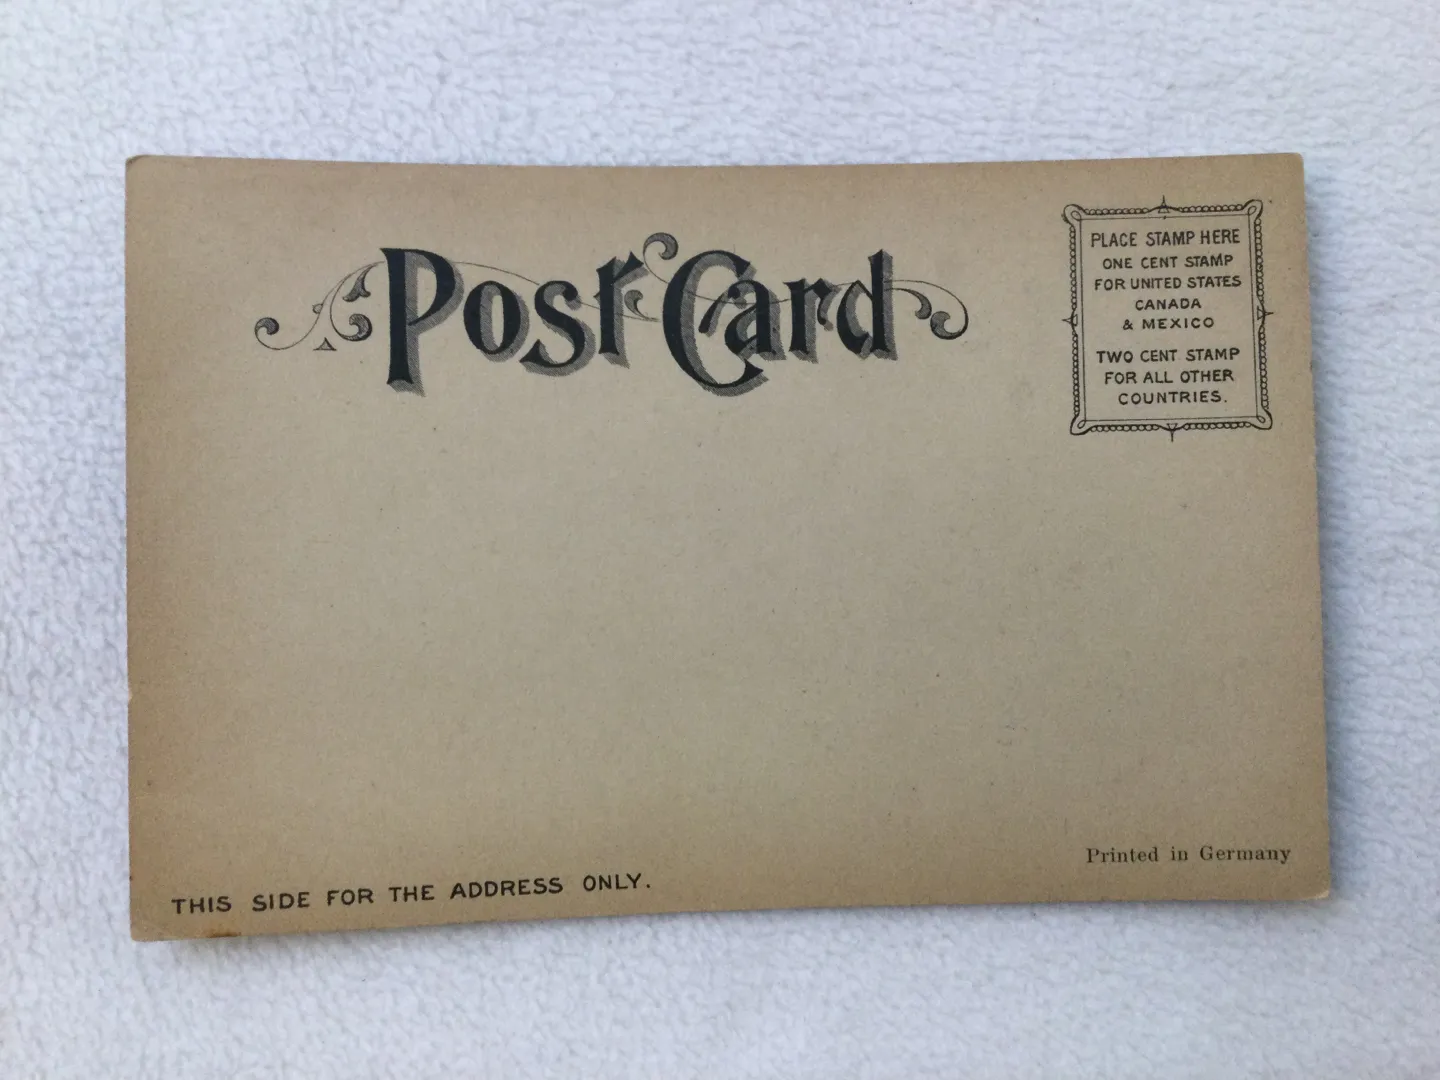 Post Card
PLACE STAMP HERE
ONE CENT STAMP
FOR UNITED STATES
CANADA
& MEXICO
TWO CENT STAMP
FOR ALL OTHER
COUNTRIES.
Printed in Germany
THIS SIDE FOR THE ADDRESS ONLY.